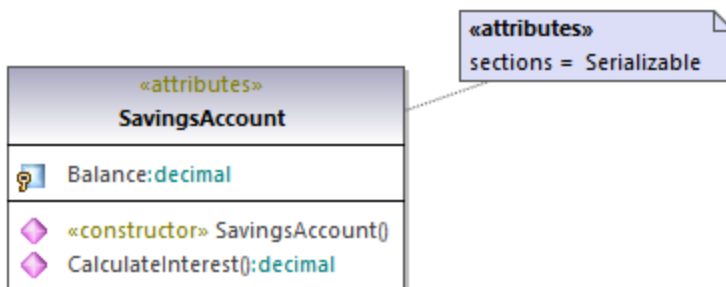 «attributes»
sections = Serializable
«attributes»
SavingsAccount
Balance:decimal
«constructor» SavingsAccount()
CalculateInterest():decimal